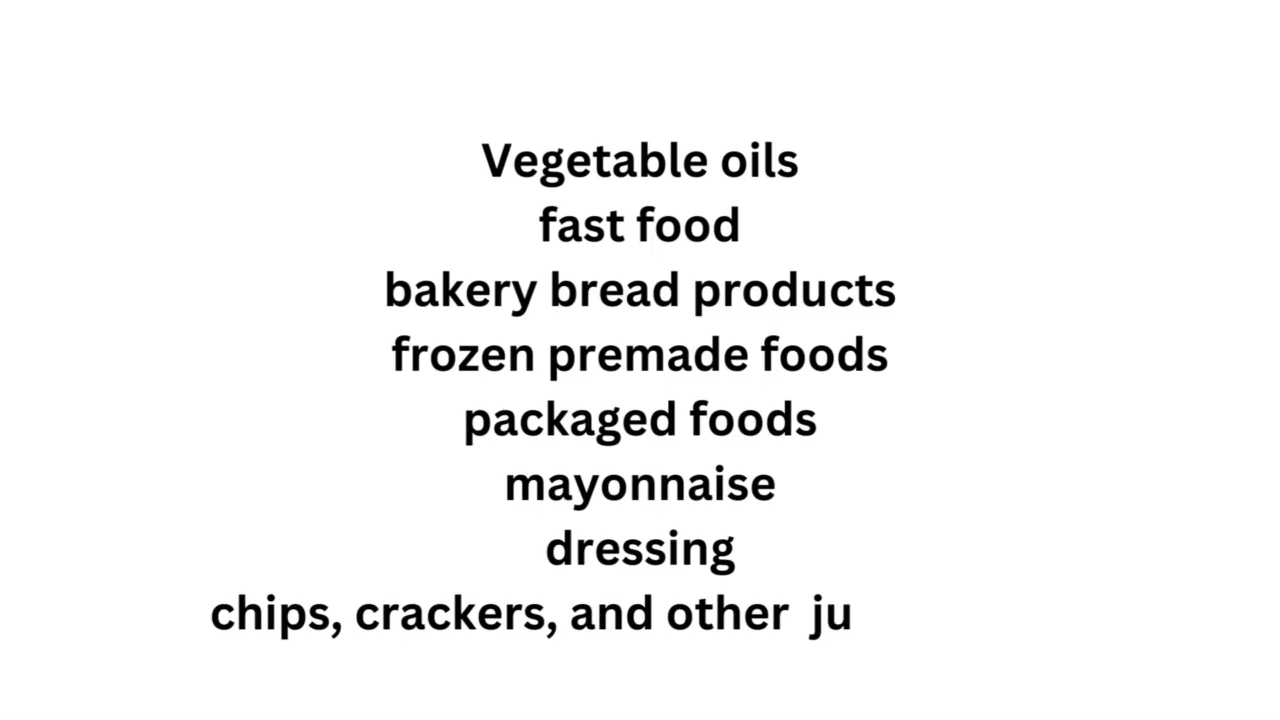 Vegetable oils
fast food
bakery bread products
frozen premade foods
packaged foods
mayonnaise
dressing
chips, crackers, and other ju